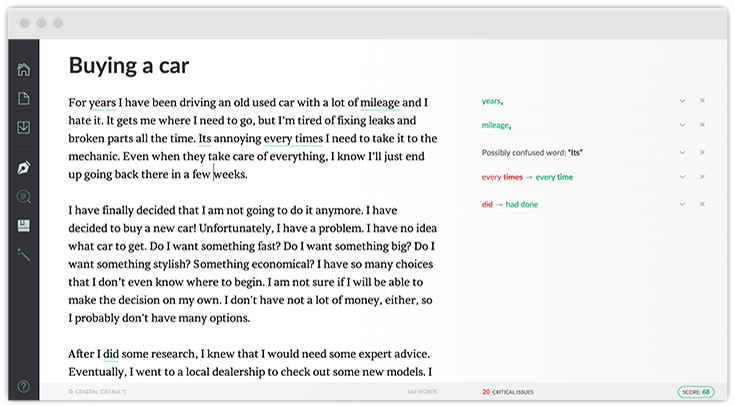 Buying a car
For years I have been driving an old used car with a lot of mileage and I
hate it. It gets me where I need to go, but I'm tired of fixing leaks and
broken parts all the time. Its annoying every times I need to take it to the
mechanic. Even when they take care of everything, I know I'll just end
up going back there in a few weeks.
I have finally decided that I am not going to do it anymore. I have
decided to buy a new car! Unfortunately, I have a problem. I have no idea
what car to get. Do I want something fast? Do I want something big? Do I
want something stylish? Something economical? I have so many choices
that I don't even know where to begin. I am not sure if I will be able to
make the decision on my own. I don't have not a lot of money, either, so
I probably don't have many options.
After I did some research, I knew that I would need some expert advice.
Eventually, I went to a local dealership to check out some new models. I
years,
mileage,
Possibly confused word: "Its"
every times → every time
did → had done
GENERAL (DEFAULT) 566 WORDS 20 CRITICAL ISSUES SCORE: 68